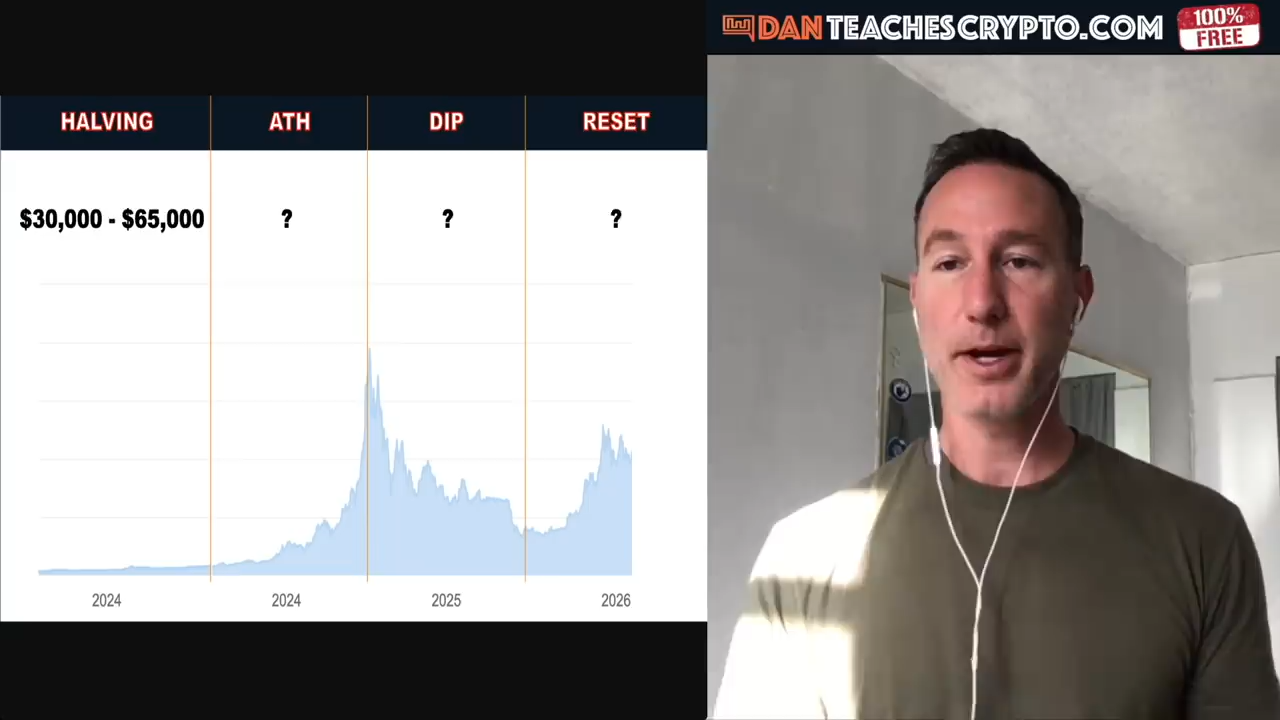 DANTEACHESCRYPTO.COM
100% FREE
HALVING ATH DIP RESET
$30,000 - $65,000 ? ? ?
2024 2024 2025 2026